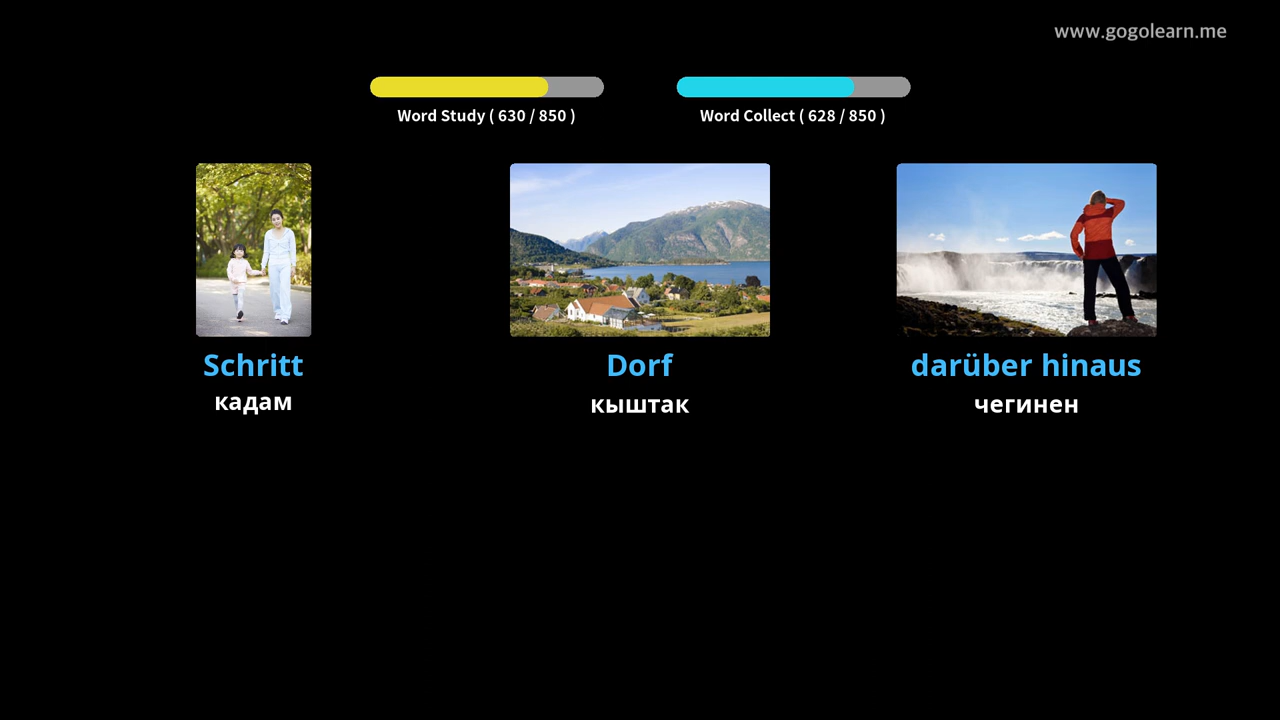 www.gogolearn.me
Word Study ( 630 / 850 )
Word Collect ( 628 / 850 )
Schritt
кадам
Dorf
кыштак
darüber hinaus
чегинен